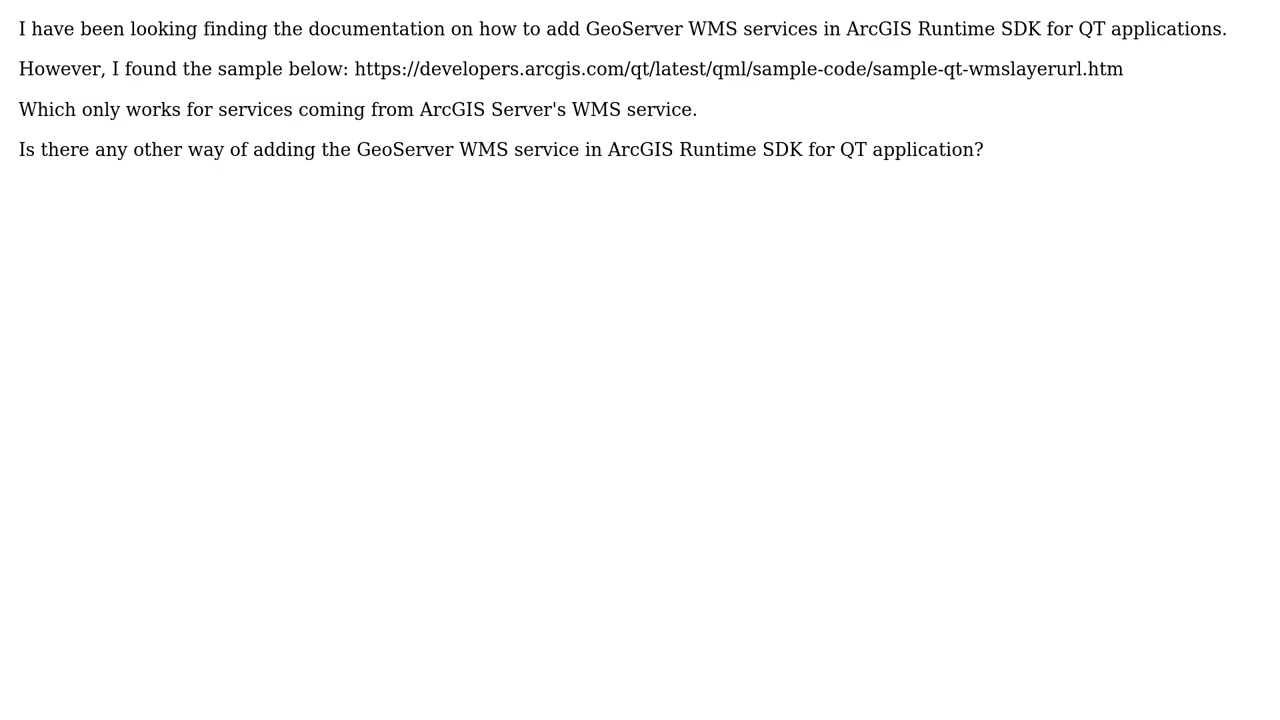 I have been looking finding the documentation on how to add GeoServer WMS services in ArcGIS Runtime SDK for QT applications.
However, I found the sample below: https://developers.arcgis.com/qt/latest/qml/sample-code/sample-qt-wmslayerurl.htm
Which only works for services coming from ArcGIS Server's WMS service.
Is there any other way of adding the GeoServer WMS service in ArcGIS Runtime SDK for QT application?